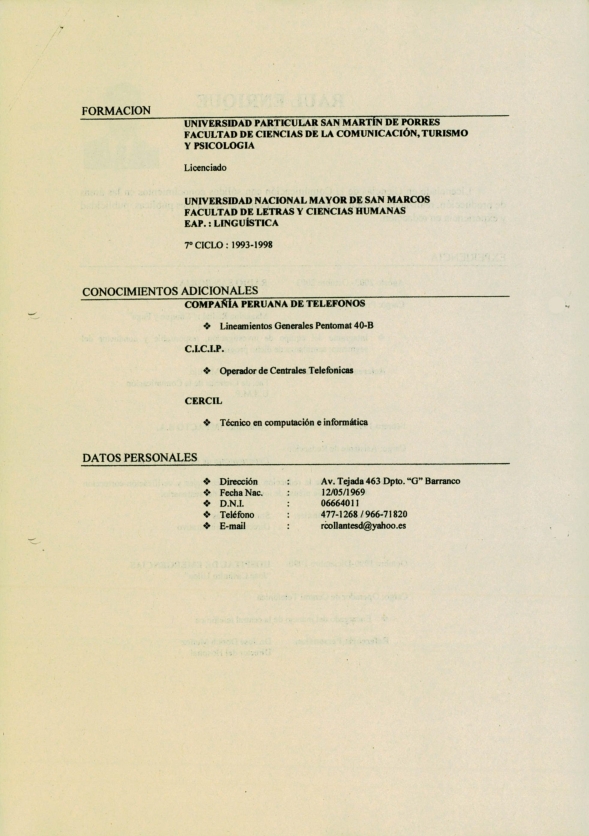 FORMACION
UNIVERSIDAD PARTICULAR SAN MARTÍN DE PORRES
FACULTAD DE CIENCIAS DE LA COMUNICACIÓN, TURISMO
Y PSICOLOGIA
Licenciado
UNIVERSIDAD NACIONAL MAYOR DE SAN MARCOS
FACULTAD DE LETRAS Y CIENCIAS HUMANAS
EAP. : LINGUÍSTICA
7º CICLO : 1993-1998
CONOCIMIENTOS ADICIONALES
COMPAÑÍA PERUANA DE TELEFONOS
❖ Lineamientos Generales Pentomat 40-B
C.I.C.I.P.
❖ Operador de Centrales Telefonicas
CERCIL
❖ Técnico en computación e informática
DATOS PERSONALES
❖ Dirección : Av. Tejada 463 Dpto. “G” Barranco
❖ Fecha Nac. : 12/05/1969
❖ D.N.I. : 06664011
❖ Teléfono : 477-1268 / 966-71820
❖ E-mail : rcollantesd@yahoo.es